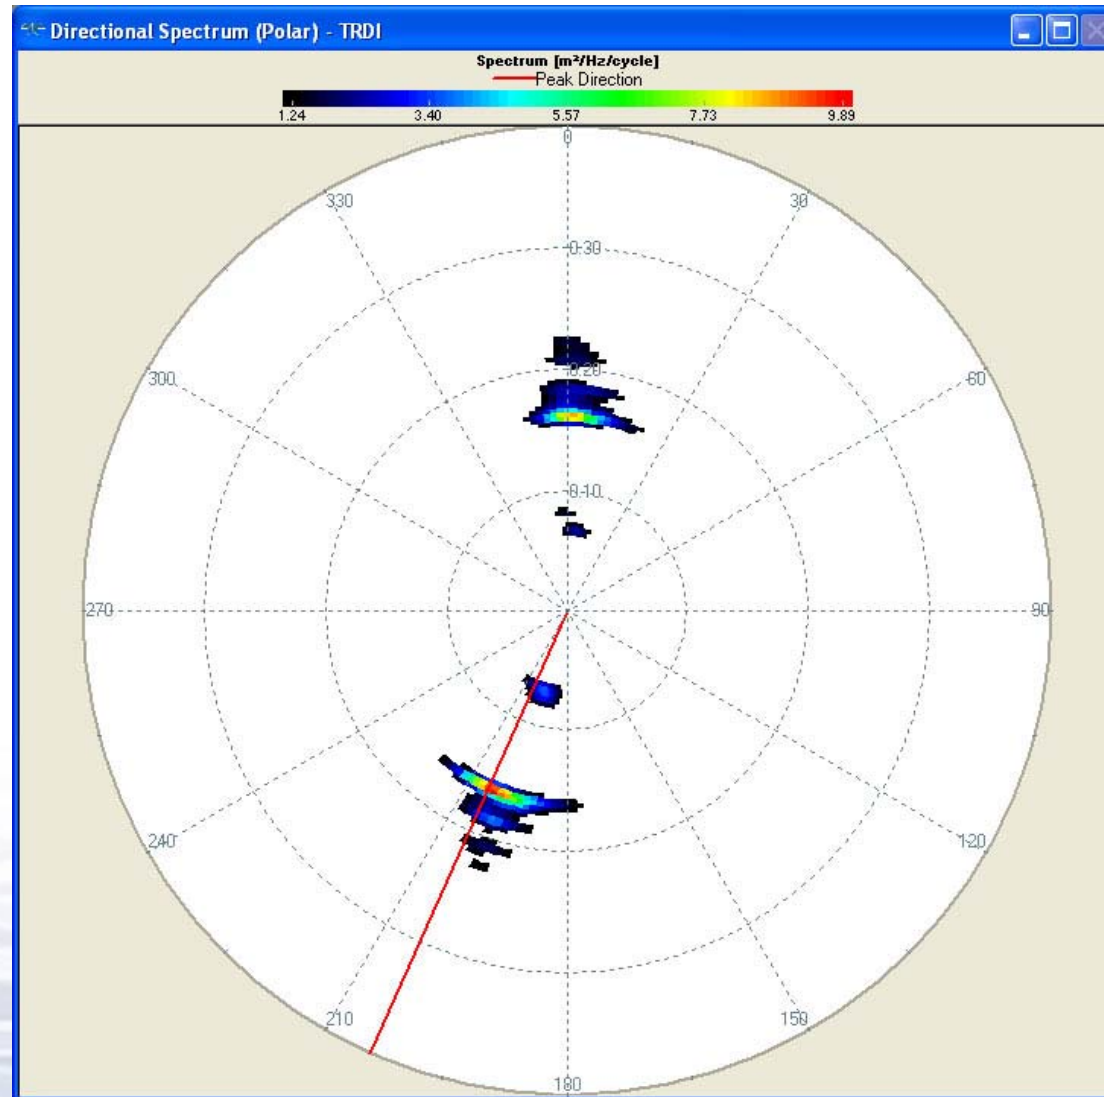 Directional Spectrum (Polar) - TRDI
Spectrum [m²/Hz/cycle]
Peak Direction
1.24 3.40 5.57 7.73 9.89
0
330 30
0.30
300 0.20 60
0.10
270 90
240 120
210 150
180